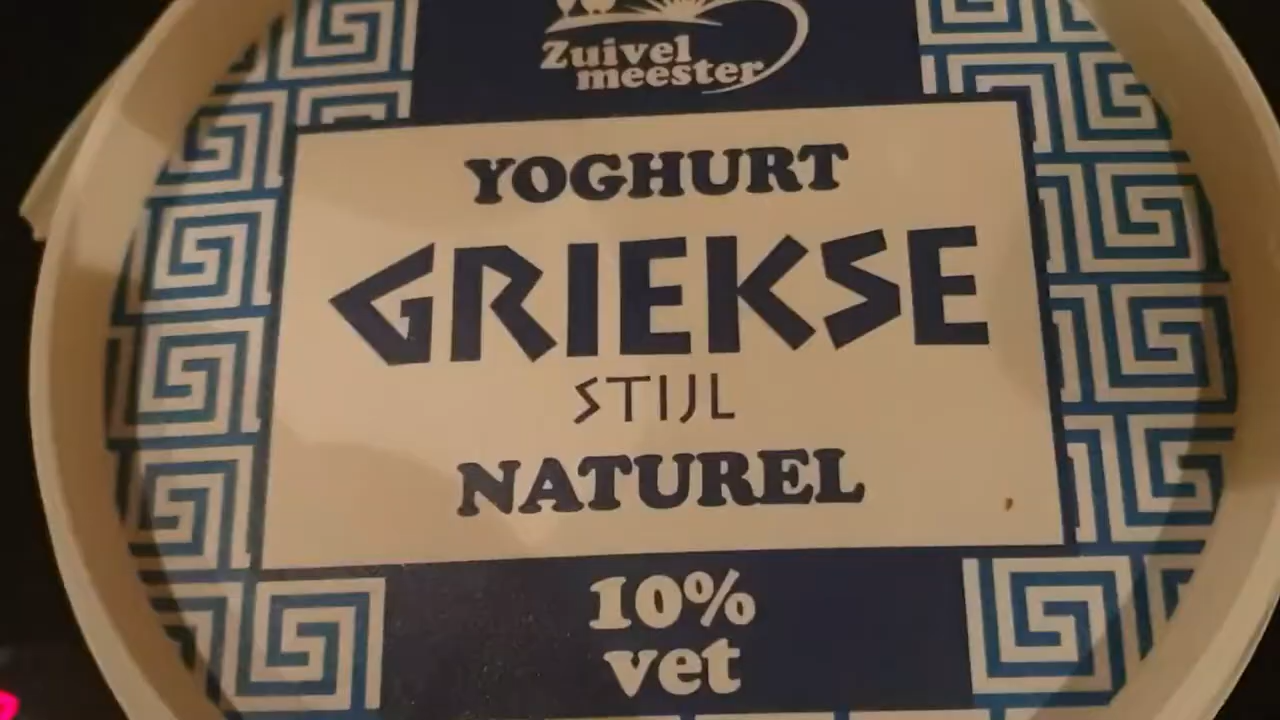 Zuivel
meester
YOGHURT
GRIEKSE
STIJL
NATUREL
10%
vet